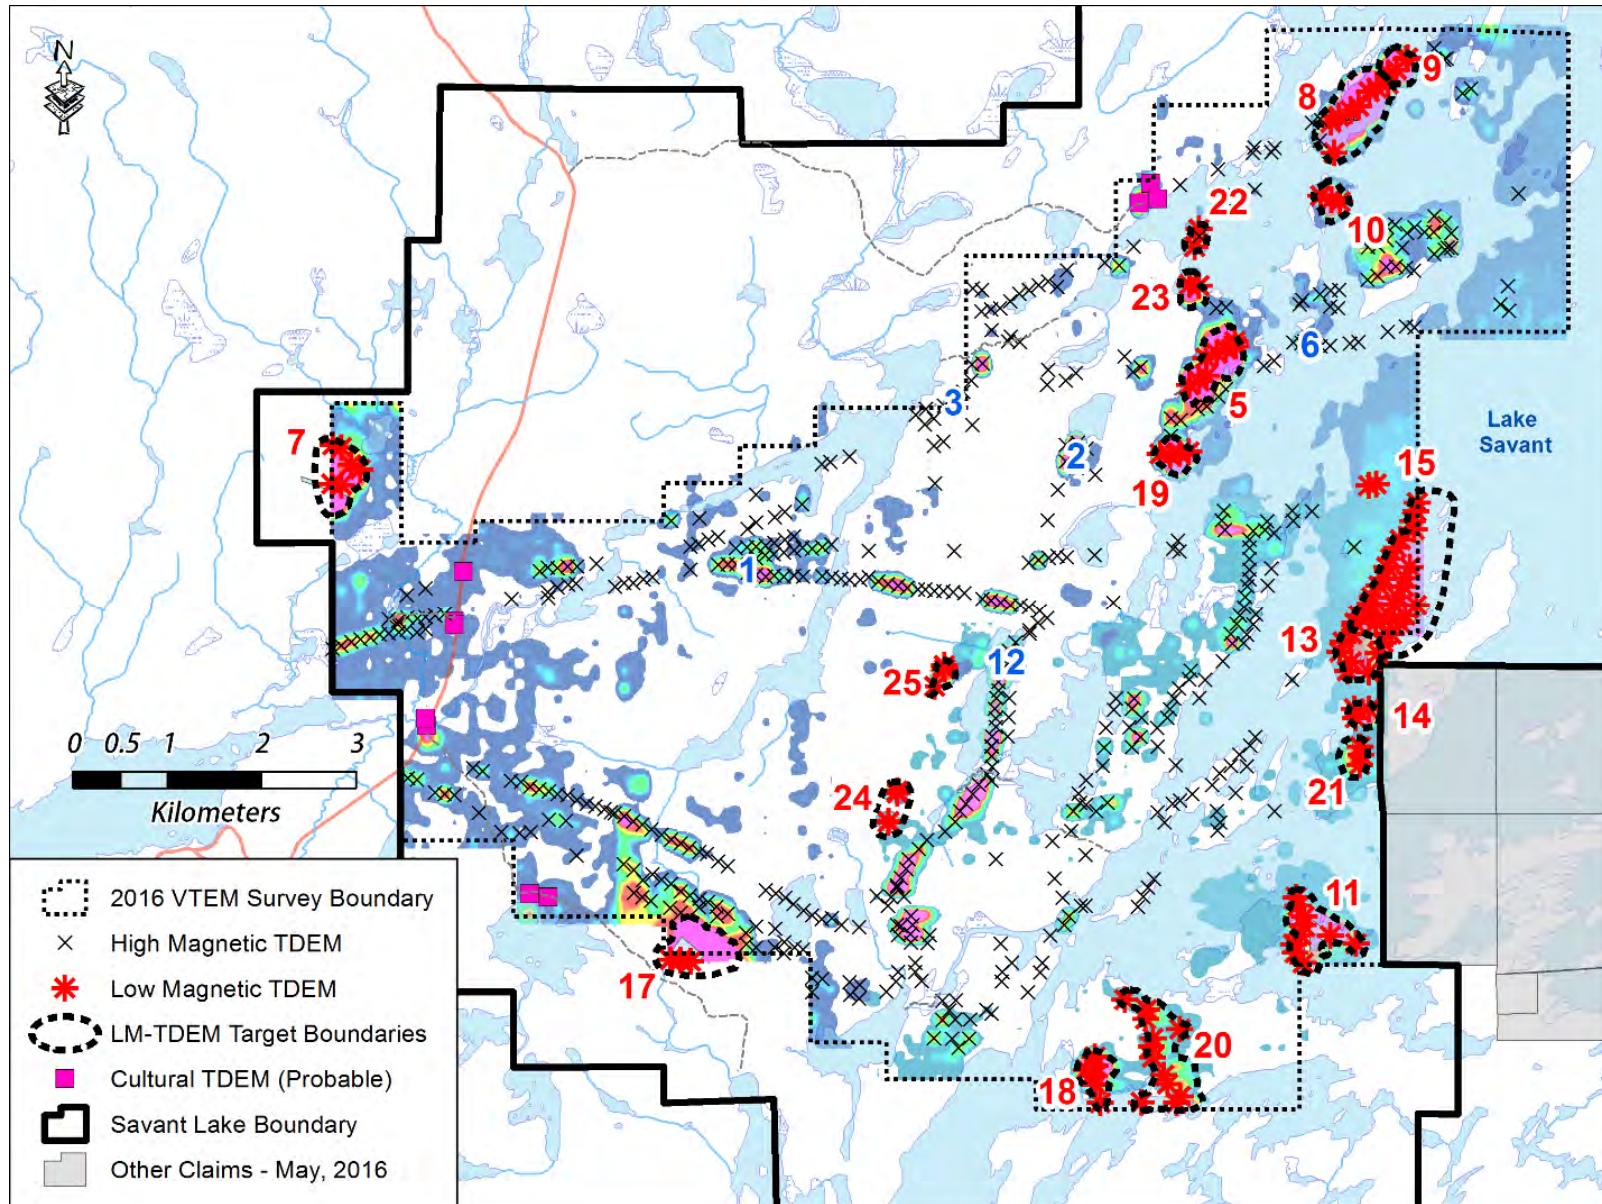 N
8
9
22
10
23
6
5
3
Lake
Savant
7
2
19
15
1
13
12
25
14
0 0.5 1 2 3
Kilometers
24
21
11
17
20
18
2016 VTEM Survey Boundary
High Magnetic TDEM
Low Magnetic TDEM
LM-TDEM Target Boundaries
Cultural TDEM (Probable)
Savant Lake Boundary
Other Claims - May, 2016